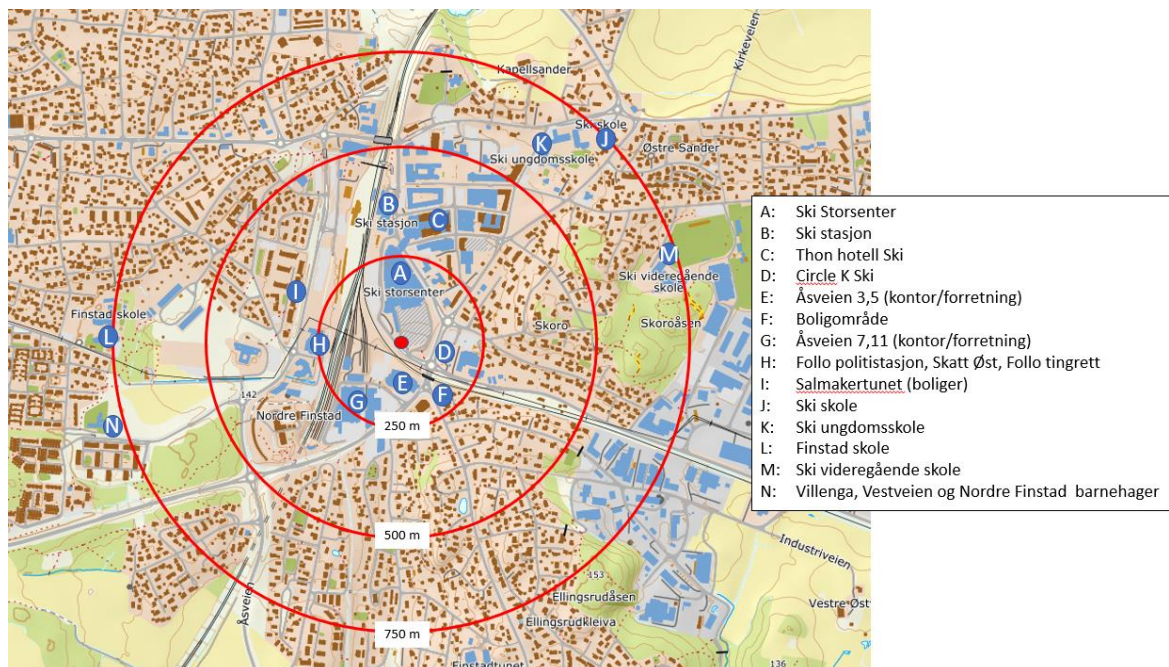 Kapellsander
Kirkeveien
Ski skole
K
J
Ski ungdomsskole
Østre Sander
B
Ski stasjon
C
M
Ski videregående
skole
A
Ski storsenter
I
Finstad skole
L
H
Skoro
Skoroåsen
D
E
F
G
142
Nordre Finstad
N
250 m
500 m
750 m
Åsveien
153
Ellingsrudåsen
Ellingsrudkleiva
Finstadtunet
Industriveien
Vestre Øst
136
A: Ski Storsenter
B: Ski stasjon
C: Thon hotell Ski
D: Circle K Ski
E: Åsveien 3,5 (kontor/forretning)
F: Boligområde
G: Åsveien 7,11 (kontor/forretning)
H: Follo politistasjon, Skatt Øst, Follo tingrett
I: Salmakertunet (boliger)
J: Ski skole
K: Ski ungdomsskole
L: Finstad skole
M: Ski videregående skole
N: Villenga, Vestveien og Nordre Finstad barnehager